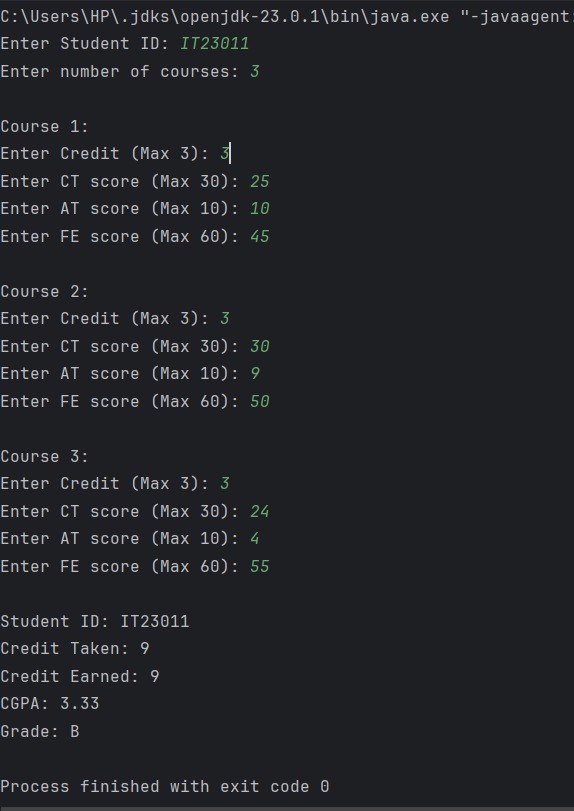 C:\Users\HP\.jdks\openjdk-23.0.1\bin\java.exe "-javaagent:
Enter Student ID: IT23011
Enter number of courses: 3
Course 1:
Enter Credit (Max 3): 3
Enter CT score (Max 30): 25
Enter AT score (Max 10): 10
Enter FE score (Max 60): 45
Course 2:
Enter Credit (Max 3): 3
Enter CT score (Max 30): 30
Enter AT score (Max 10): 9
Enter FE score (Max 60): 50
Course 3:
Enter Credit (Max 3): 3
Enter CT score (Max 30): 24
Enter AT score (Max 10): 4
Enter FE score (Max 60): 55
Student ID: IT23011
Credit Taken: 9
Credit Earned: 9
CGPA: 3.33
Grade: B
Process finished with exit code 0